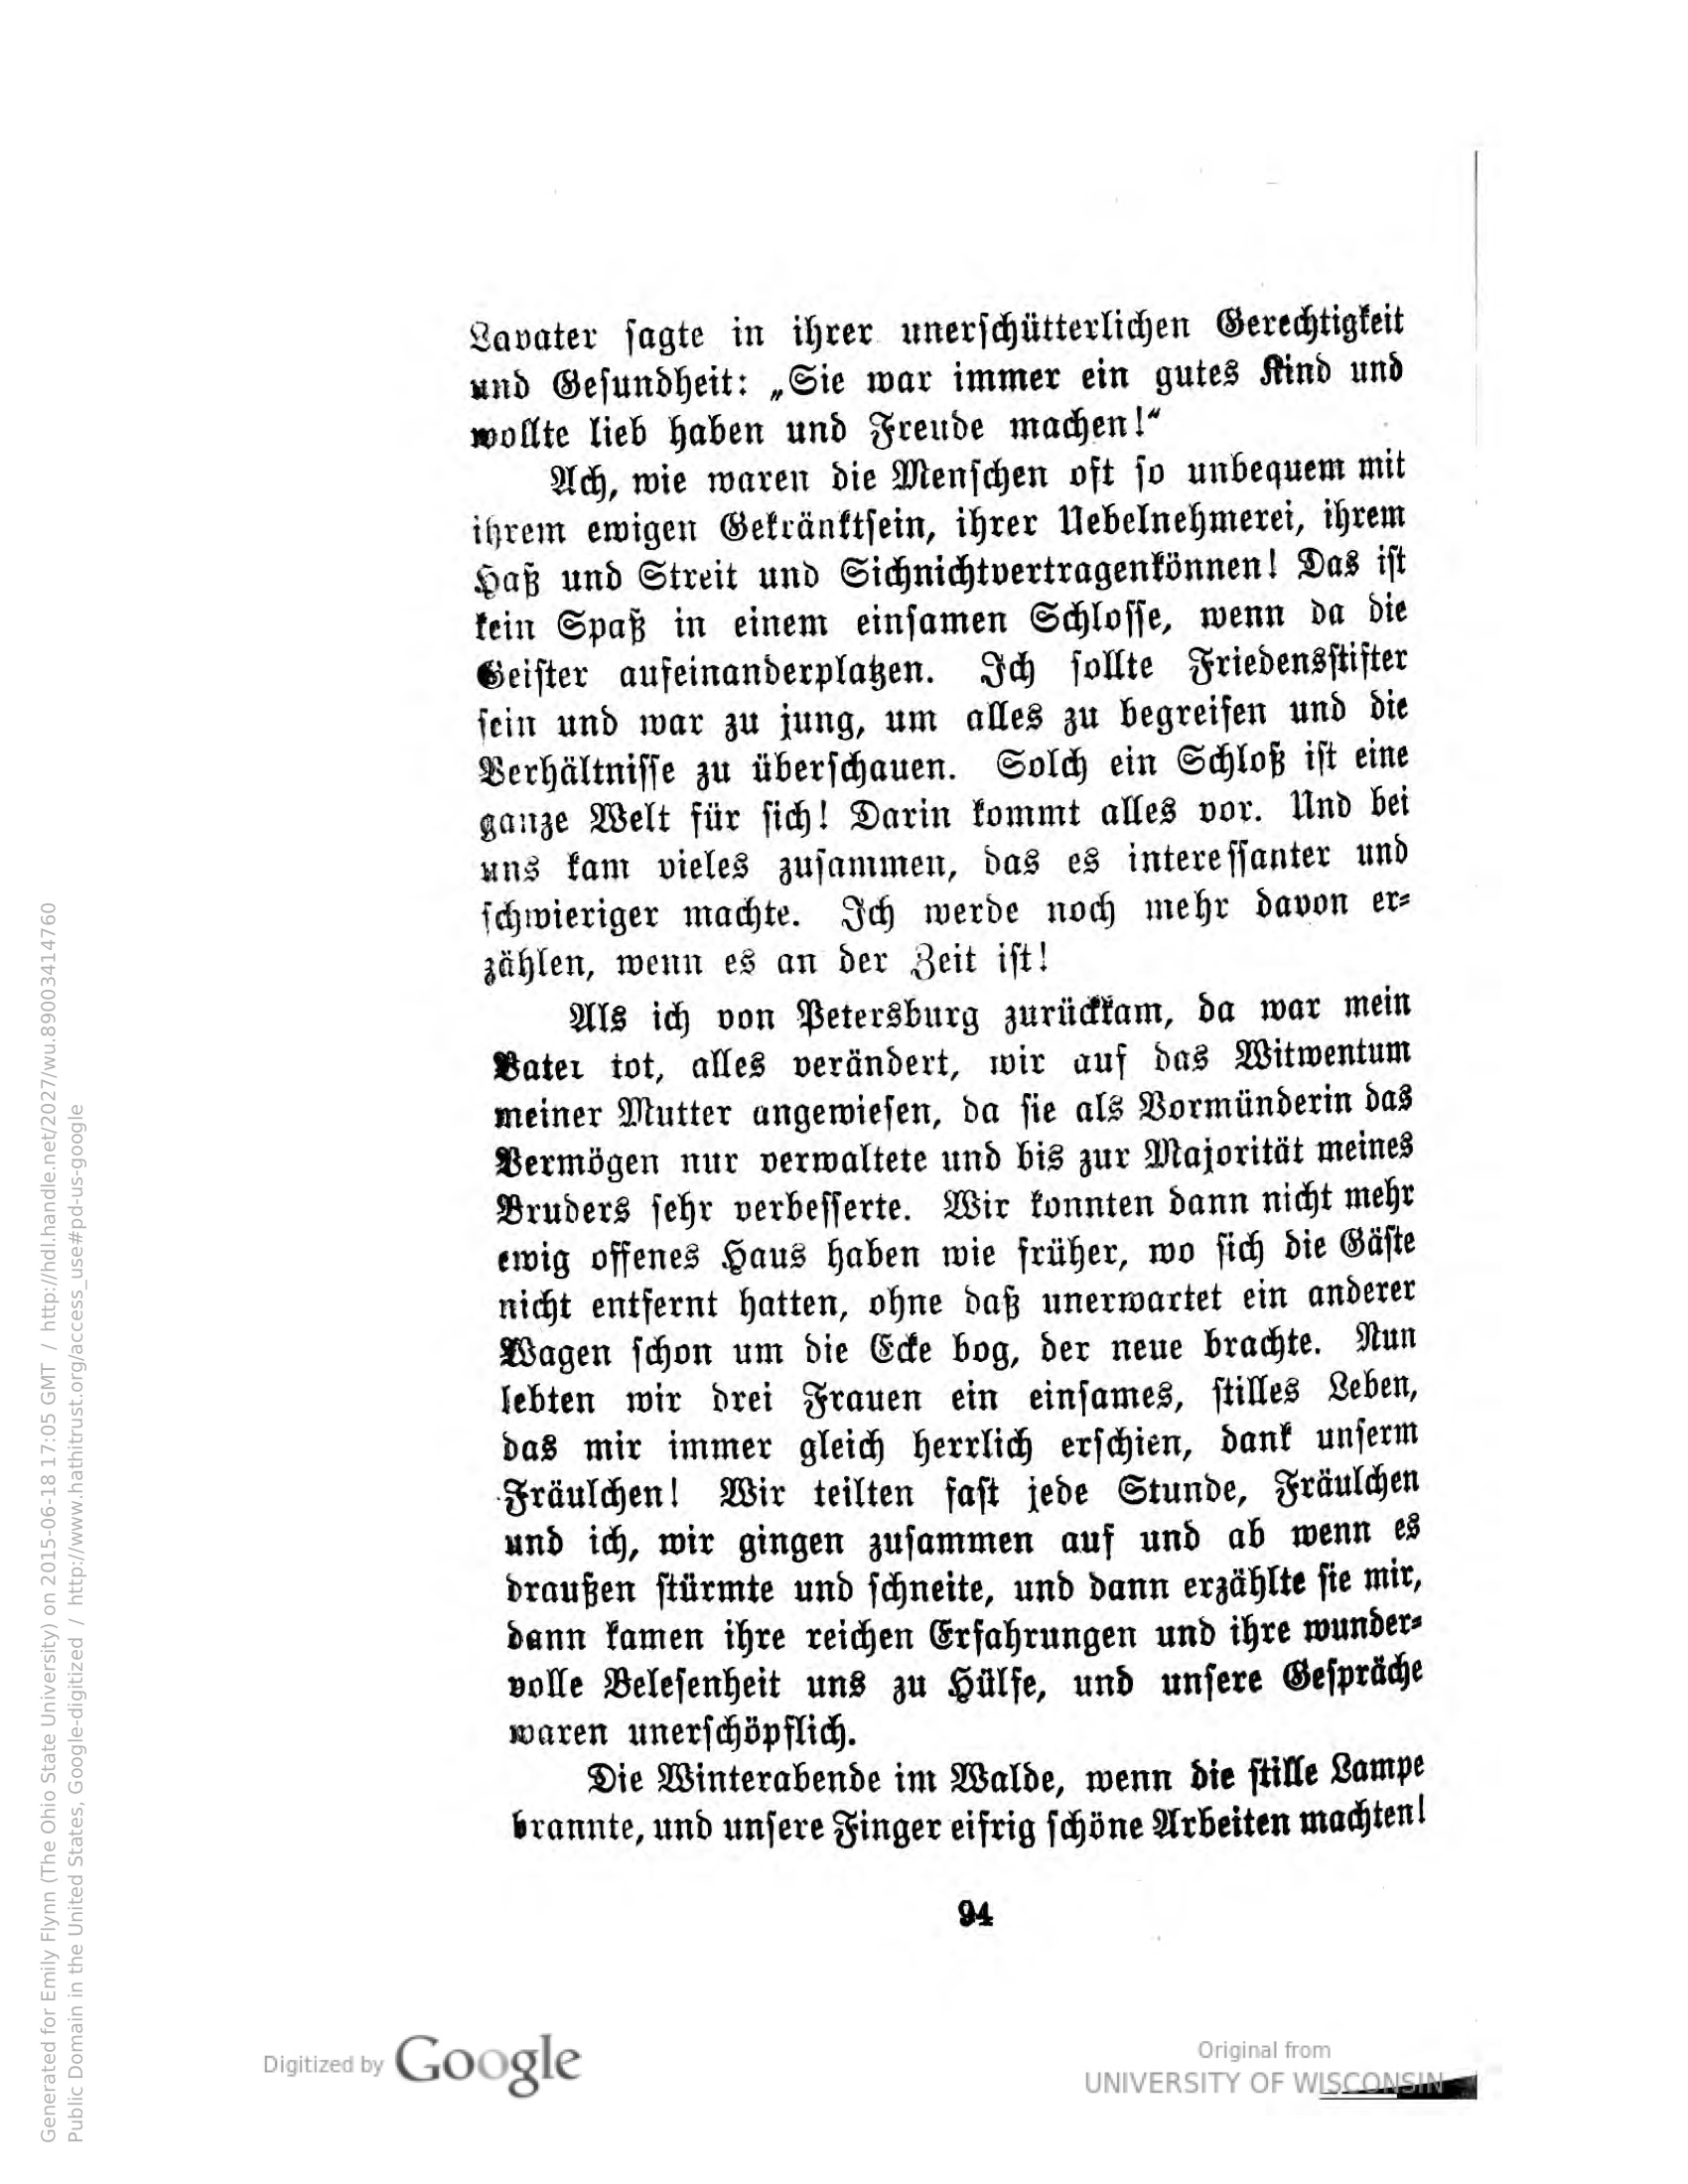 Lavater sagte in ihrer unerschütterlichen Gerechtigkeit
und Gesundheit: „Sie war immer ein gutes Kind und
wollte lieb haben und Freude machen!“
Ach, wie waren die Menschen oft so unbequem mit
ihrem ewigen Gekränktsein, ihrer Uebelnehmerei, ihrem
Haß und Streit und Sichnichtvertragenkönnen! Das ist
kein Spaß in einem einsamen Schlosse, wenn da die
Geister aufeinanderplatzen. Ich sollte Friedensstifter
sein und war zu jung, um alles zu begreifen und die
Verhältnisse zu überschauen. Solch ein Schloß ist eine
ganze Welt für sich! Darin kommt alles vor. Und bei
uns kam vieles zusammen, das es interessanter und
schwieriger machte. Ich werde noch mehr davon er-
zählen, wenn es an der Zeit ist!
Als ich von Petersburg zurückkam, da war mein
Vater tot, alles verändert, wir auf das Witwentum
meiner Mutter angewiesen, da sie als Vormünderin das
Vermögen nur verwaltete und bis zur Majorität meines
Bruders sehr verbesserte. Wir konnten dann nicht mehr
ewig offenes Haus haben wie früher, wo sich die Gäste
nicht entfernt hatten, ohne daß unerwartet ein anderer
Wagen schon um die Ecke bog, der neue brachte. Nun
lebten wir drei Frauen ein einsames, stilles Leben,
das mir immer gleich herrlich erschien, dank unserm
Fräulchen! Wir teilten fast jede Stunde, Fräulchen
und ich, wir gingen zusammen auf und ab wenn es
draußen stürmte und schneite, und dann erzählte sie mir,
dann kamen ihre reichen Erfahrungen und ihre wunder-
volle Belesenheit uns zu Hülfe, und unsere Gespräche
waren unerschöpflich.
Die Winterabende im Walde, wenn die stille Lampe
brannte, und unsere Finger eifrig schöne Arbeiten machten!
94
Digitized by Google
Original from
UNIVERSITY OF WISCONSIN
Generated for Emily Flynn (The Ohio State University) on 2015-06-18 17:05 GMT / http://hdl.handle.net/2027/wu.89003414760
Public Domain in the United States, Google-digitized / http://www.hathitrust.org/access_use#pd-us-google